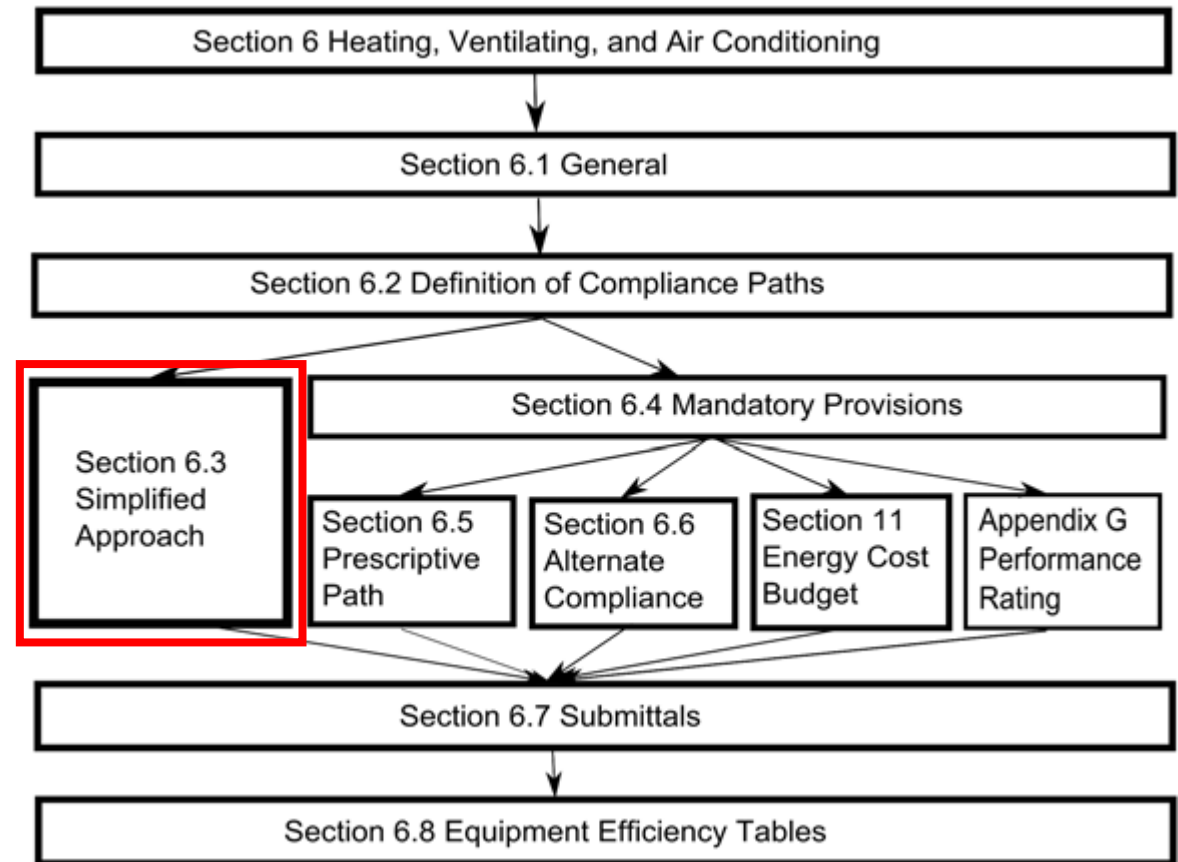 Section 6 Heating, Ventilating, and Air Conditioning
Section 6.1 General
Section 6.2 Definition of Compliance Paths
Section 6.3
Simplified
Approach
Section 6.4 Mandatory Provisions
Section 6.5
Prescriptive
Path
Section 6.6
Alternate
Compliance
Section 11
Energy Cost
Budget
Appendix G
Performance
Rating
Section 6.7 Submittals
Section 6.8 Equipment Efficiency Tables